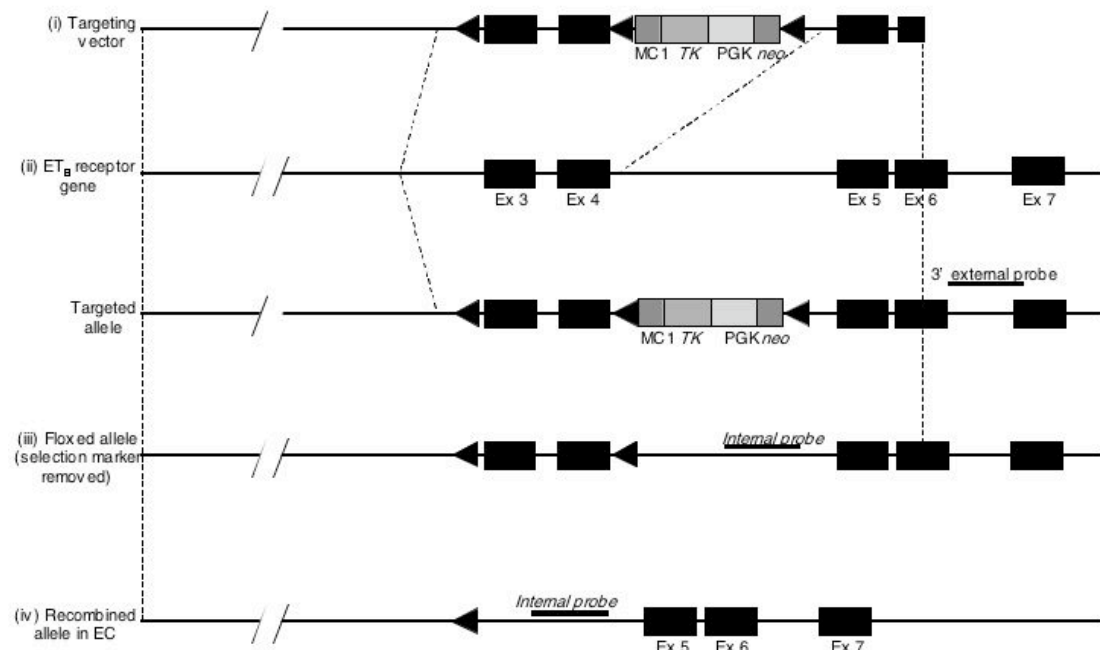 (i) Targeting
vector
MC1 TK PGK neo
(ii) ETB receptor
gene
Ex 3 Ex 4 Ex 5 Ex 6 Ex 7
3' external probe
Targeted
allele
MC1 TK PGK neo
(iii) Floxed allele
(selection marker
removed)
Internal probe
Internal probe
(iv) Recombined
allele in EC
Ex 5 Ex 6 Ex 7